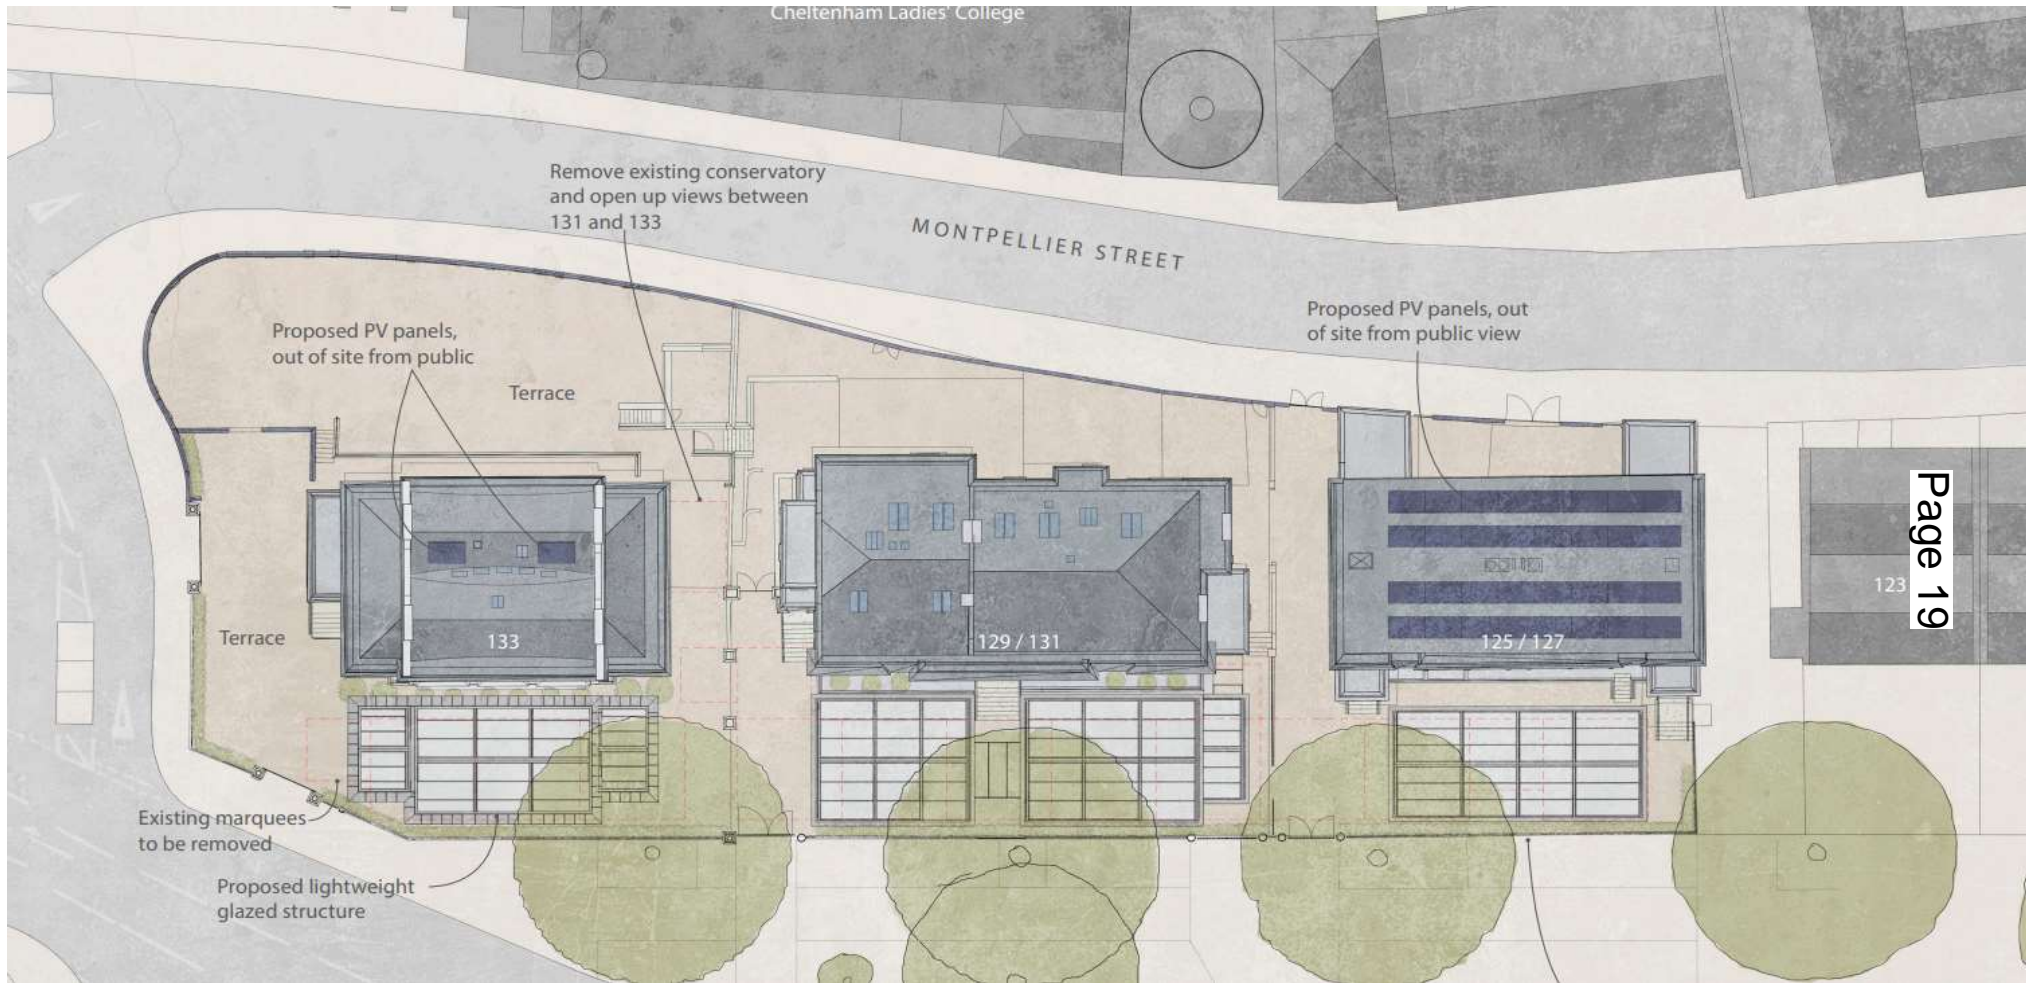 Cheltenham Ladies' College
Remove existing conservatory
and open up views between
131 and 133
MONTPELLIER STREET
Proposed PV panels,
out of site from public
Proposed PV panels, out
of site from public view
Terrace
Page 19
123
Terrace
133
129 / 131
125 / 127
Existing marquees
to be removed
Proposed lightweight
glazed structure